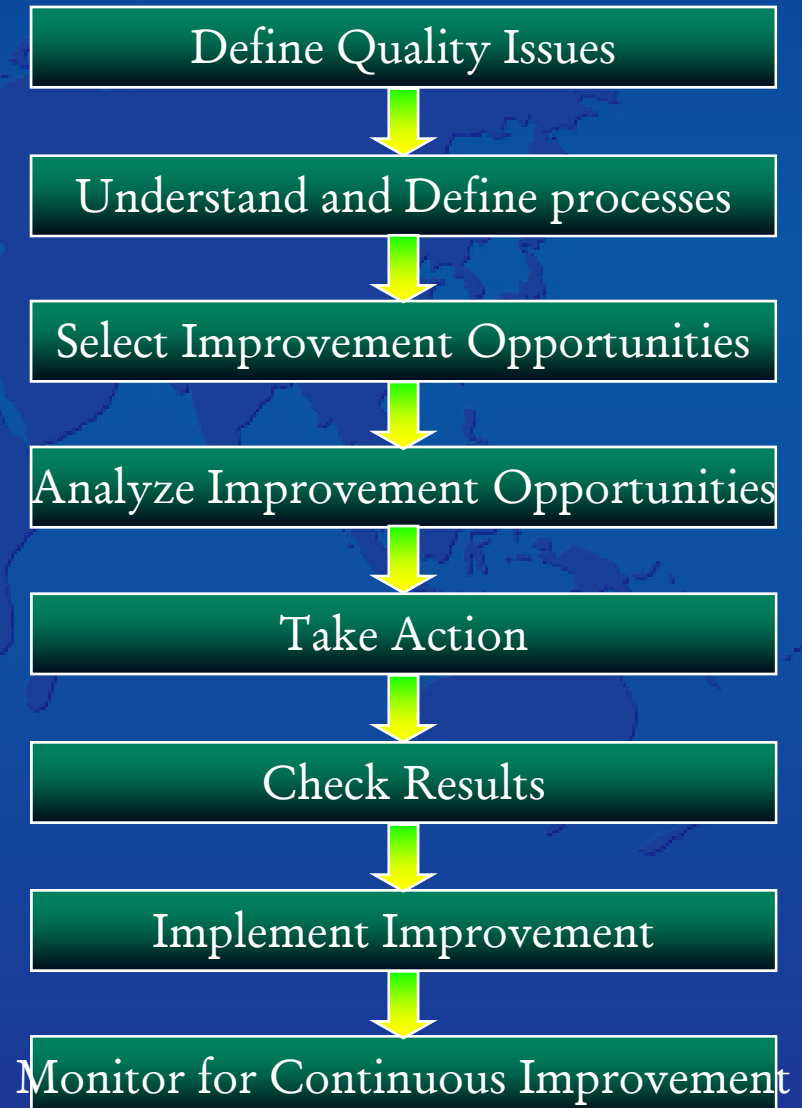 Define Quality Issues
Understand and Define processes
Select Improvement Opportunities
Analyze Improvement Opportunities
Take Action
Check Results
Implement Improvement
Monitor for Continuous Improvement